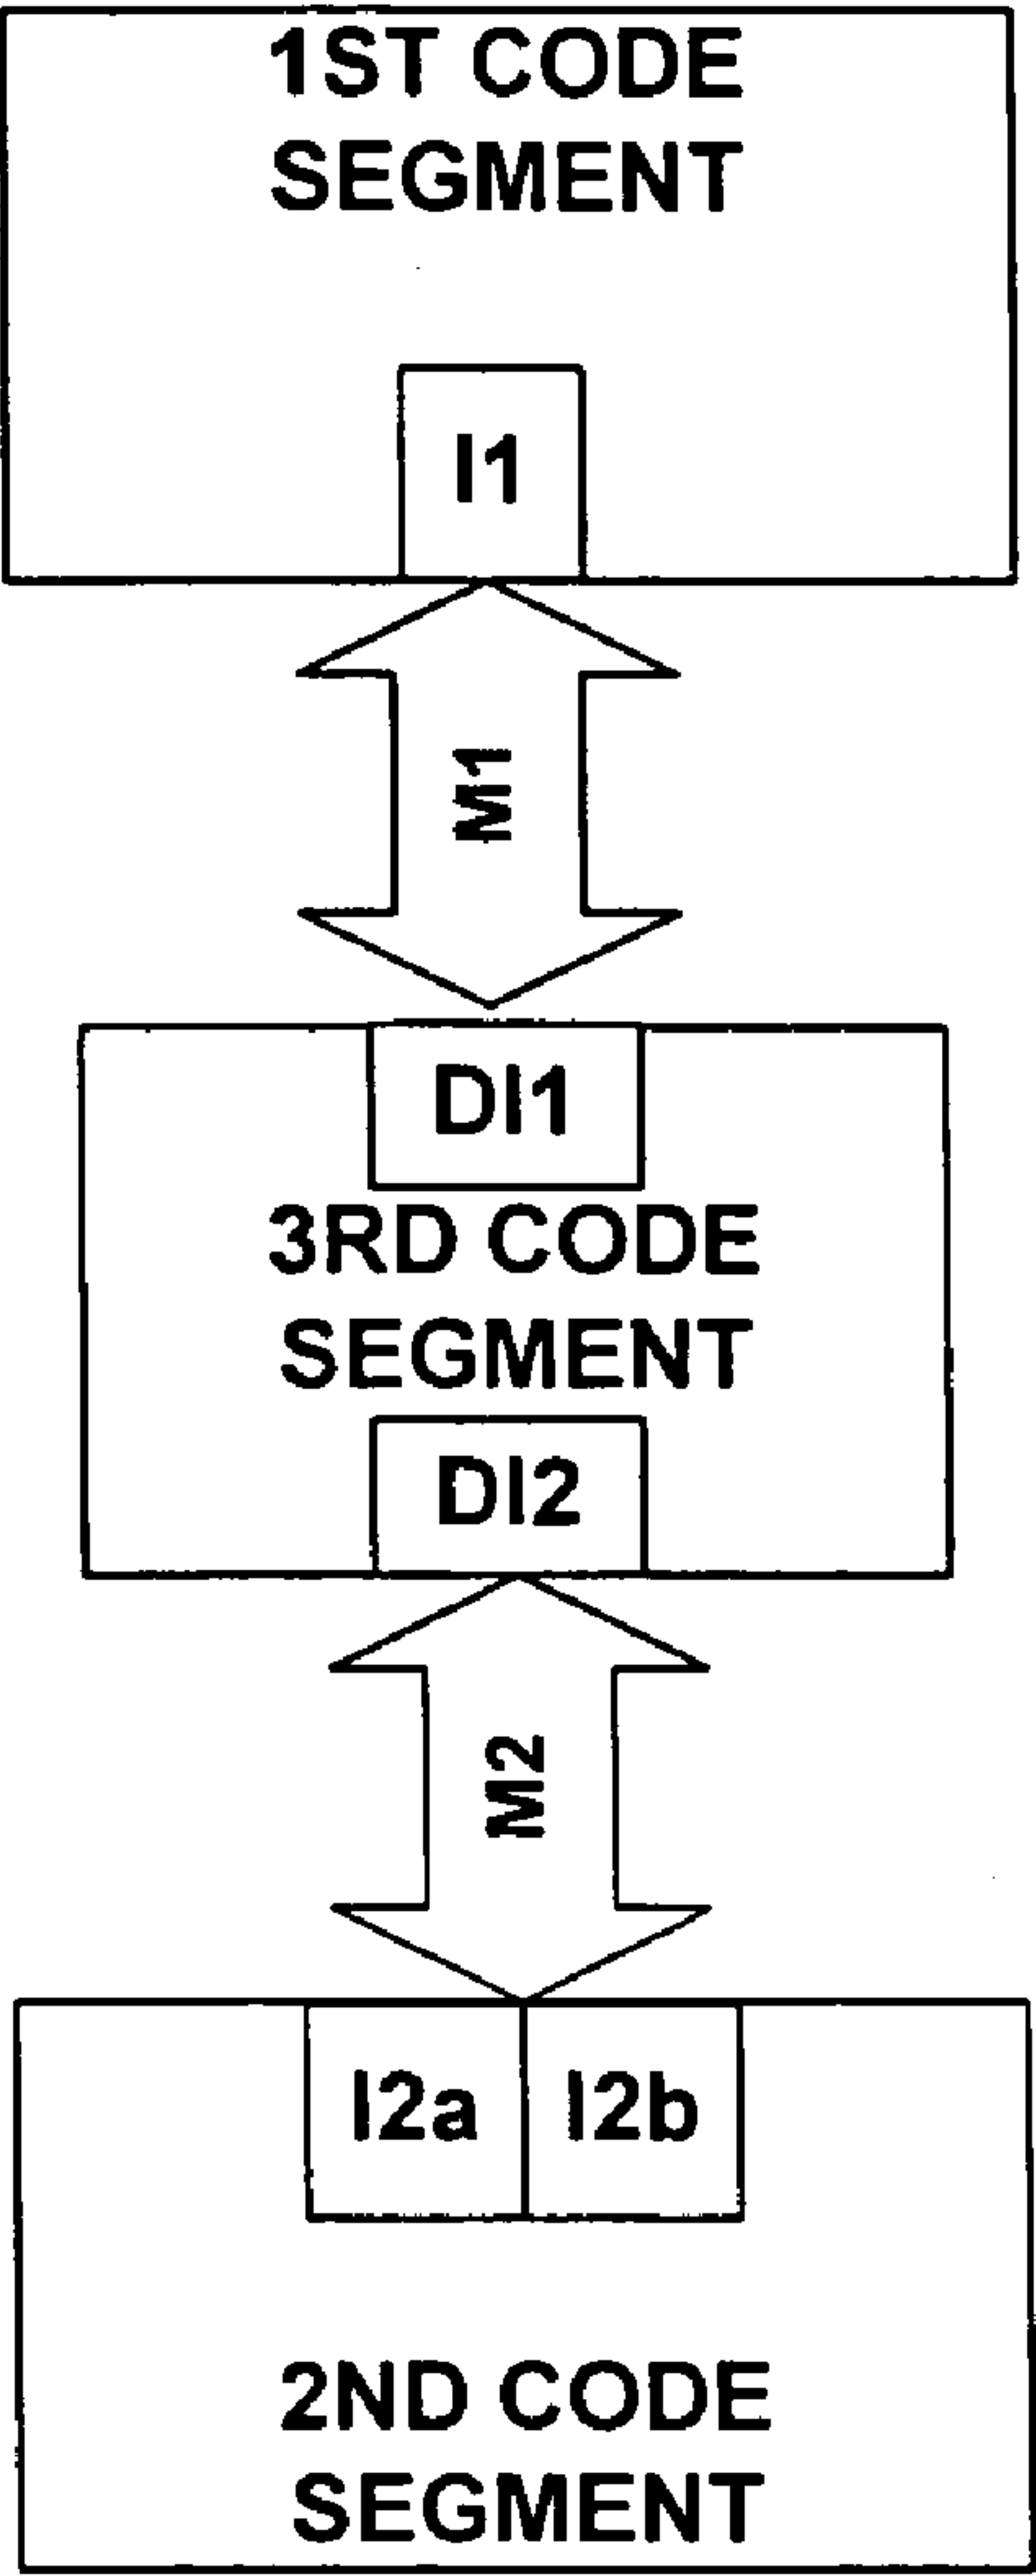 1ST CODE
SEGMENT
I1
M1
DI1
3RD CODE
SEGMENT
DI2
M2
I2a I2b
2ND CODE
SEGMENT